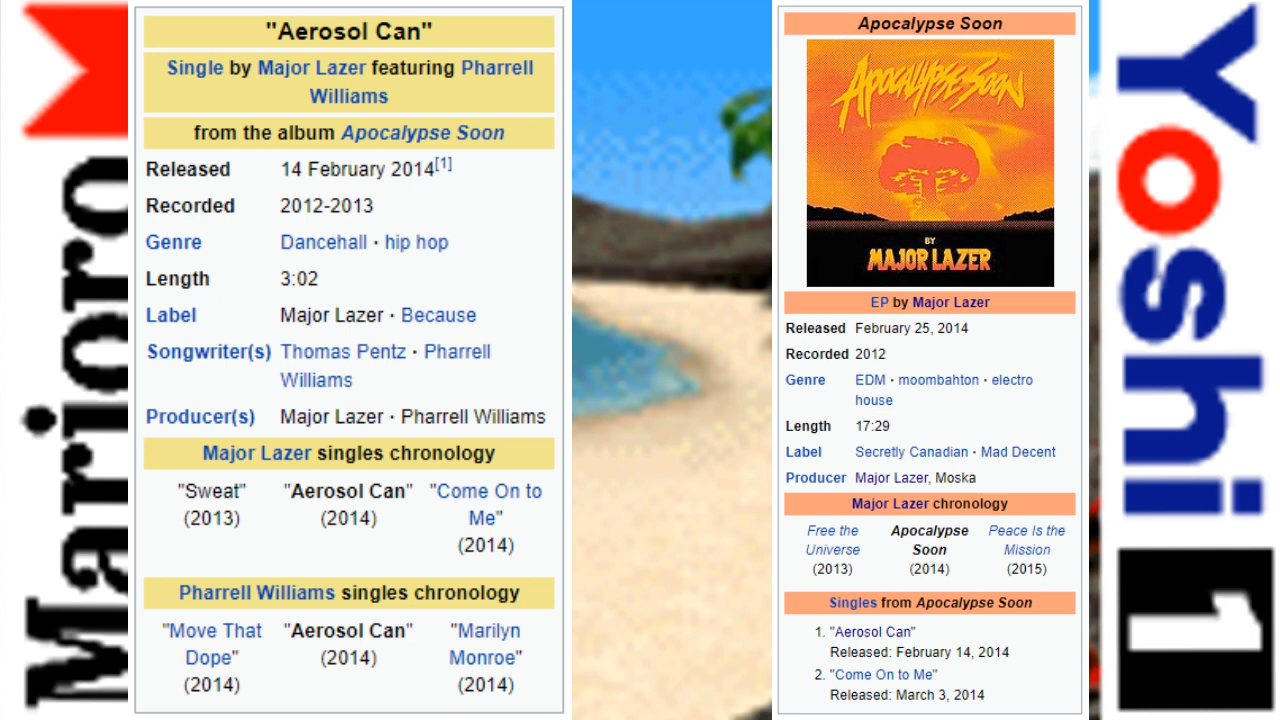 Marioro
"Aerosol Can"
Single by Major Lazer featuring Pharrell
Williams
from the album Apocalypse Soon
Released 14 February 2014[1]
Recorded 2012-2013
Genre Dancehall · hip hop
Length 3:02
Label Major Lazer · Because
Songwriter(s) Thomas Pentz · Pharrell
Williams
Producer(s) Major Lazer · Pharrell Williams
Major Lazer singles chronology
"Sweat" "Aerosol Can" "Come On to
(2013) (2014) Me"
(2014)
Pharrell Williams singles chronology
"Move That "Aerosol Can" "Marilyn
Dope" (2014) Monroe"
(2014) (2014)
Apocalypse Soon
APOCALYPSE SOON
BY
MAJOR LAZER
EP by Major Lazer
Released February 25, 2014
Recorded 2012
Genre EDM · moombahton · electro
house
Length 17:29
Label Secretly Canadian · Mad Decent
Producer Major Lazer, Moska
Major Lazer chronology
Free the Apocalypse Peace Is the
Universe Soon Mission
(2013) (2014) (2015)
Singles from Apocalypse Soon
1. "Aerosol Can"
Released: February 14, 2014
2. "Come On to Me"
Released: March 3, 2014
Yoshi 1